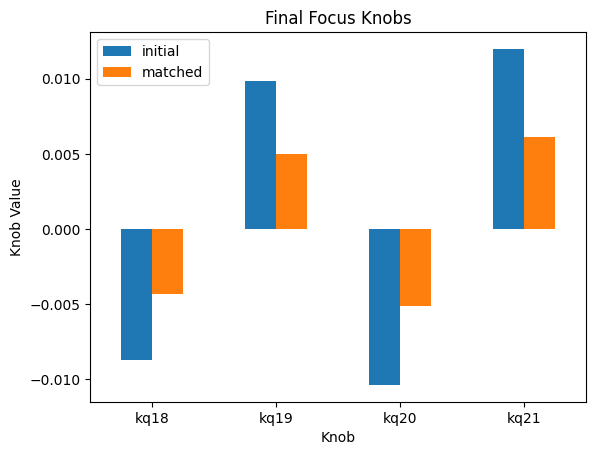 Final Focus Knobs
initial
matched
0.010
0.005
0.000
−0.005
−0.010
Knob Value
kq18 kq19 kq20 kq21
Knob